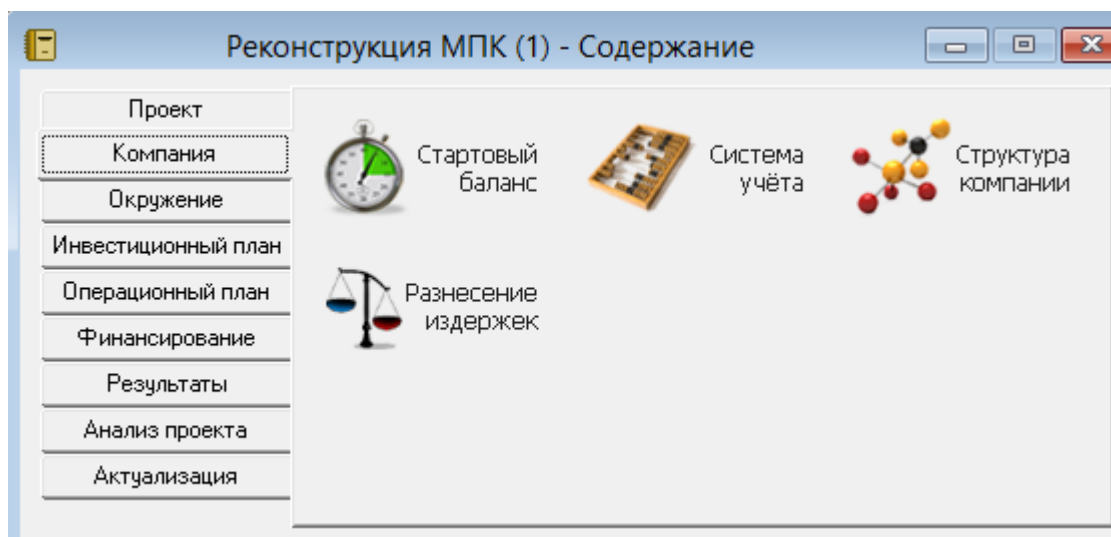 Реконструкция МПК (1) - Содержание
Проект
Компания
Окружение
Инвестиционный план
Операционный план
Финансирование
Результаты
Анализ проекта
Актуализация
Стартовый
баланс
Система
учёта
Структура
компании
Разнесение
издержек